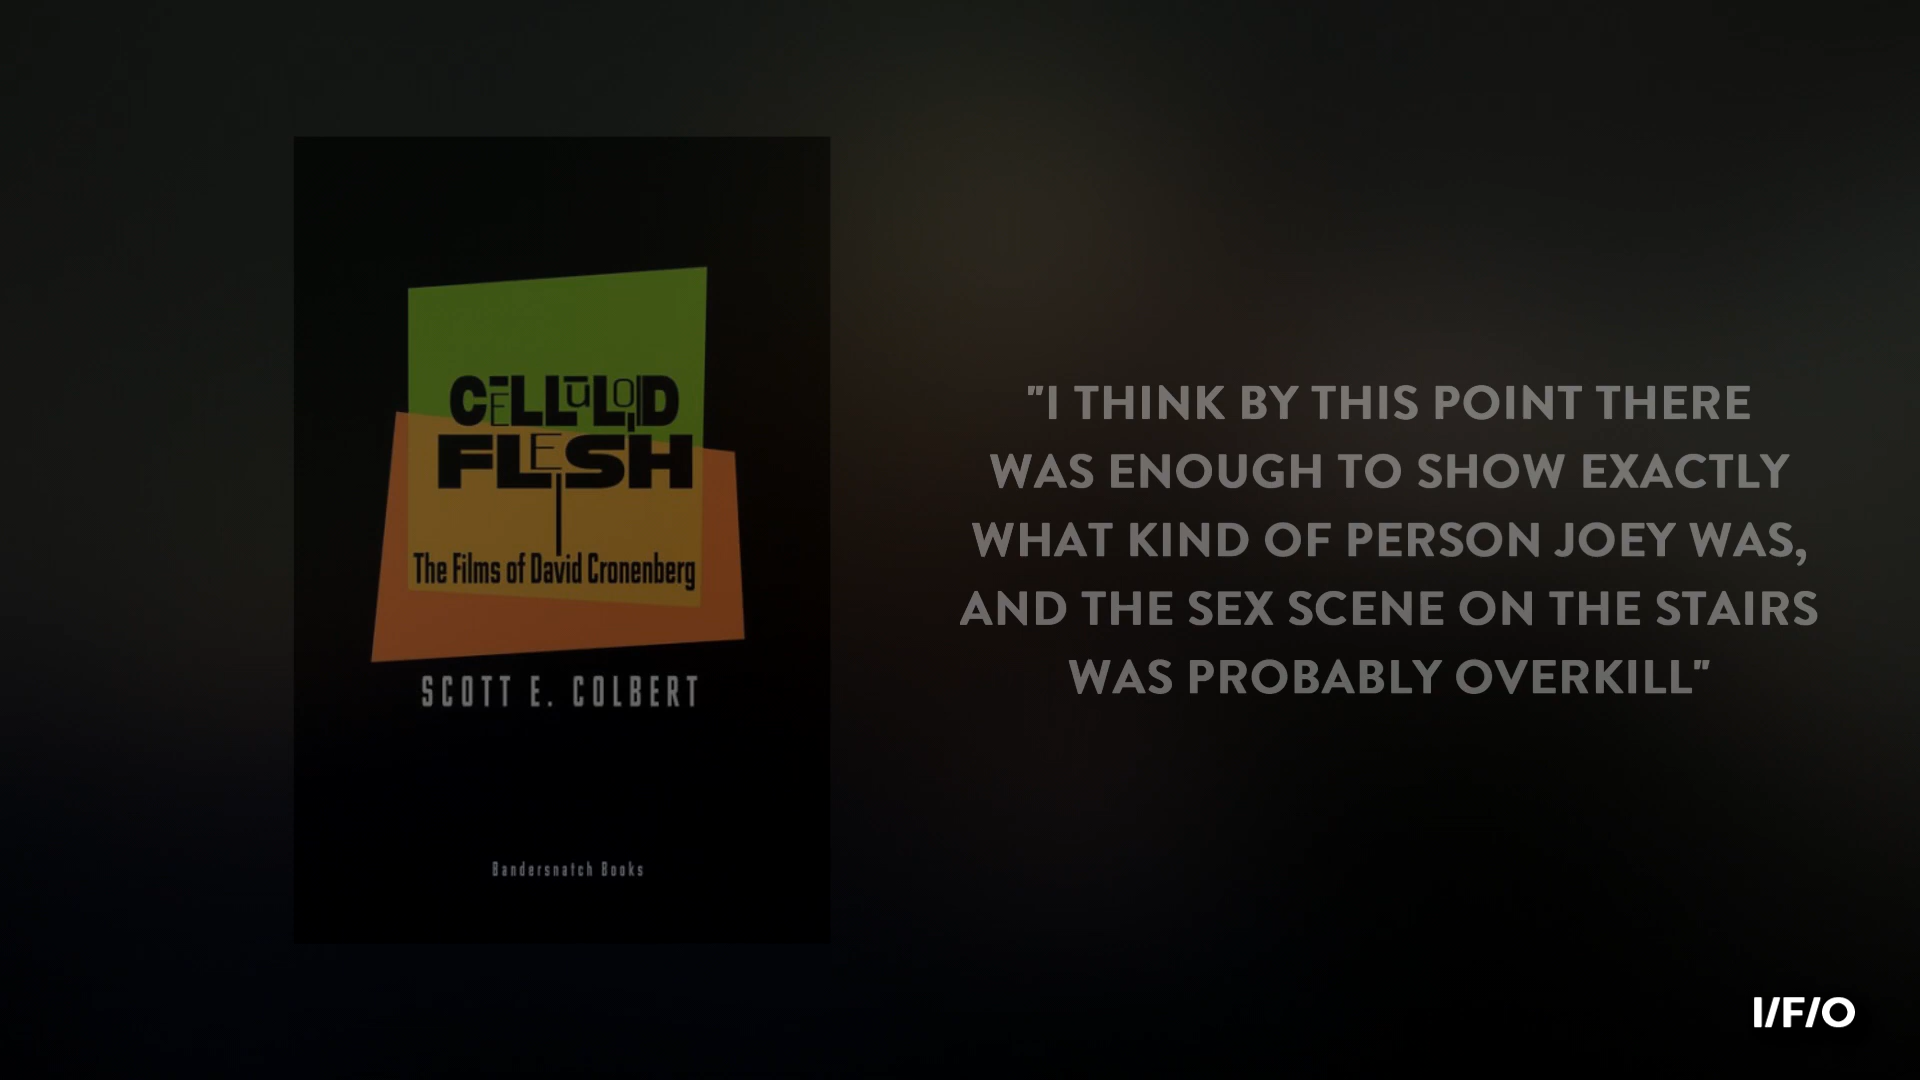 CELLULOID
FLESH
The Films of David Cronenberg
SCOTT E. COLBERT
Bandersnatch Books
"I THINK BY THIS POINT THERE
WAS ENOUGH TO SHOW EXACTLY
WHAT KIND OF PERSON JOEY WAS,
AND THE SEX SCENE ON THE STAIRS
WAS PROBABLY OVERKILL"
I/F/O